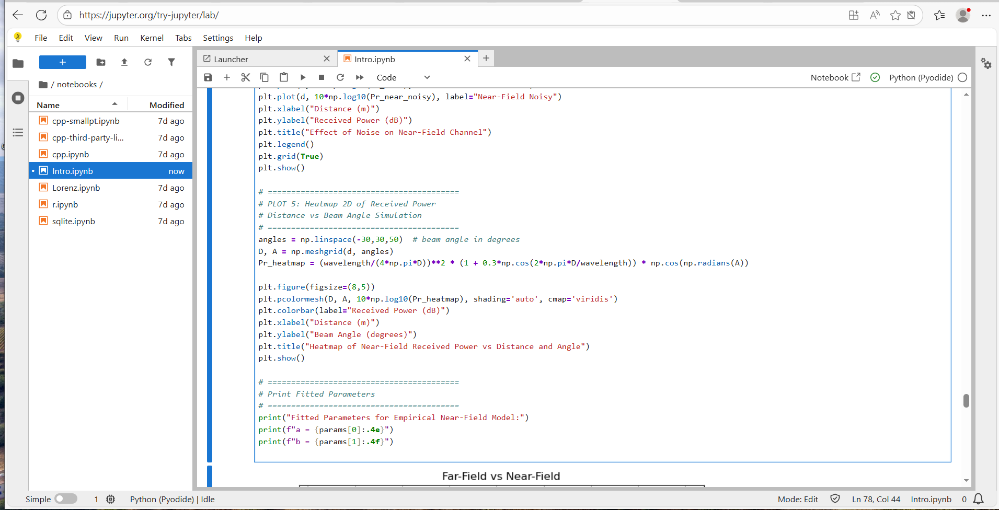 https://jupyter.org/try-jupyter/lab/
File Edit View Run Kernel Tabs Settings Help
Launcher
Intro.ipynb
Code
Notebook
Python (Pyodide)
/ notebooks /
Name Modified
cpp-smallpt.ipynb 7d ago
cpp-third-party-li... 7d ago
cpp.ipynb 7d ago
Intro.ipynb now
Lorenz.ipynb 7d ago
r.ipynb 7d ago
sqlite.ipynb 7d ago
plt.plot(d, 10*np.log10(Pr_near_noisy), label="Near-Field Noisy")
plt.xlabel("Distance (m)")
plt.ylabel("Received Power (dB)")
plt.title("Effect of Noise on Near-Field Channel")
plt.legend()
plt.grid(True)
plt.show()
# =========================================
# PLOT 5: Heatmap 2D of Received Power
# Distance vs Beam Angle Simulation
# =========================================
angles = np.linspace(-30,30,50)  # beam angle in degrees
D, A = np.meshgrid(d, angles)
Pr_heatmap = (wavelength/(4*np.pi*D))**2 * (1 + 0.3*np.cos(2*np.pi*D/wavelength)) * np.cos(np.radians(A))
plt.figure(figsize=(8,5))
plt.pcolormesh(D, A, 10*np.log10(Pr_heatmap), shading='auto', cmap='viridis')
plt.colorbar(label="Received Power (dB)")
plt.xlabel("Distance (m)")
plt.ylabel("Beam Angle (degrees)")
plt.title("Heatmap of Near-Field Received Power vs Distance and Angle")
plt.show()
# =========================================
# Print Fitted Parameters
# =========================================
print("Fitted Parameters for Empirical Near-Field Model:")
print(f"a = {params[0]:.4e}")
print(f"b = {params[1]:.4f}")
Far-Field vs Near-Field
Simple 1 Python (Pyodide) | Idle Mode: Edit Ln 78, Col 44 Intro.ipynb 0